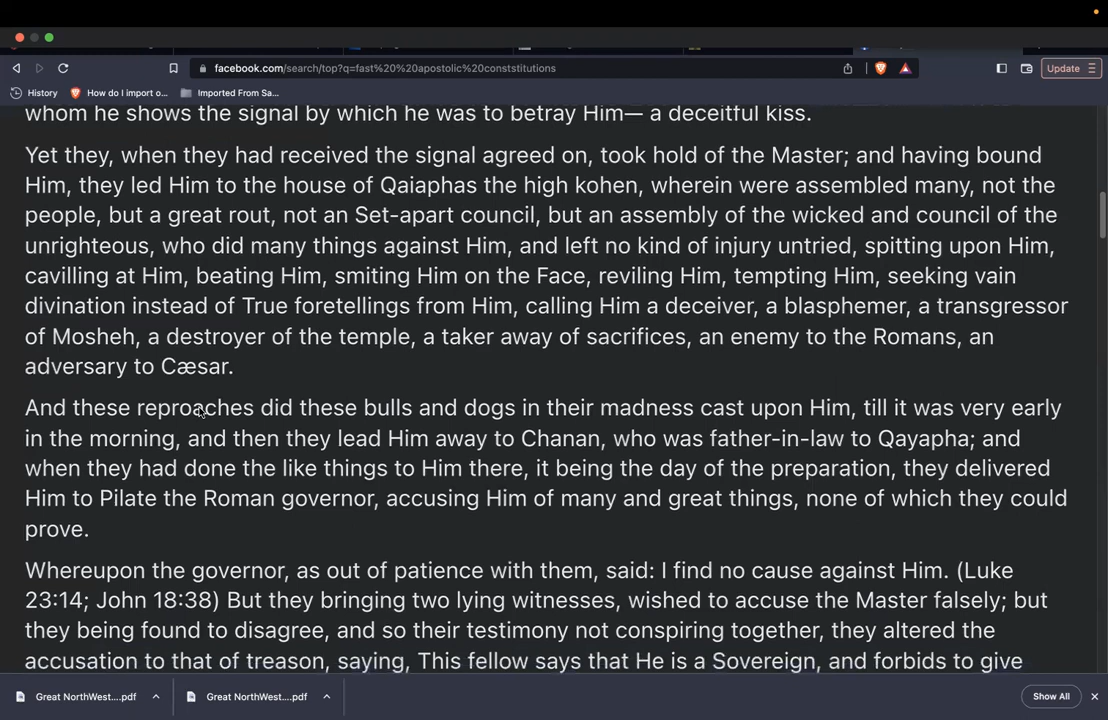 facebook.com/search/top?q=fast%20%20apostolic%20conststitutions
Update
History
How do I import o...
Imported From Sa...
whom he shows the signal by which he was to betray Him— a deceitful kiss.
Yet they, when they had received the signal agreed on, took hold of the Master; and having bound
Him, they led Him to the house of Qaiaphas the high kohen, wherein were assembled many, not the
people, but a great rout, not an Set-apart council, but an assembly of the wicked and council of the
unrighteous, who did many things against Him, and left no kind of injury untried, spitting upon Him,
cavilling at Him, beating Him, smiting Him on the Face, reviling Him, tempting Him, seeking vain
divination instead of True foretellings from Him, calling Him a deceiver, a blasphemer, a transgressor
of Mosheh, a destroyer of the temple, a taker away of sacrifices, an enemy to the Romans, an
adversary to Cæsar.
And these reproaches did these bulls and dogs in their madness cast upon Him, till it was very early
in the morning, and then they lead Him away to Chanan, who was father-in-law to Qayapha; and
when they had done the like things to Him there, it being the day of the preparation, they delivered
Him to Pilate the Roman governor, accusing Him of many and great things, none of which they could
prove.
Whereupon the governor, as out of patience with them, said: I find no cause against Him. (Luke
23:14; John 18:38) But they bringing two lying witnesses, wished to accuse the Master falsely; but
they being found to disagree, and so their testimony not conspiring together, they altered the
accusation to that of treason, saying, This fellow says that He is a Sovereign, and forbids to give
Great NorthWest....pdf
Great NorthWest....pdf
Show All